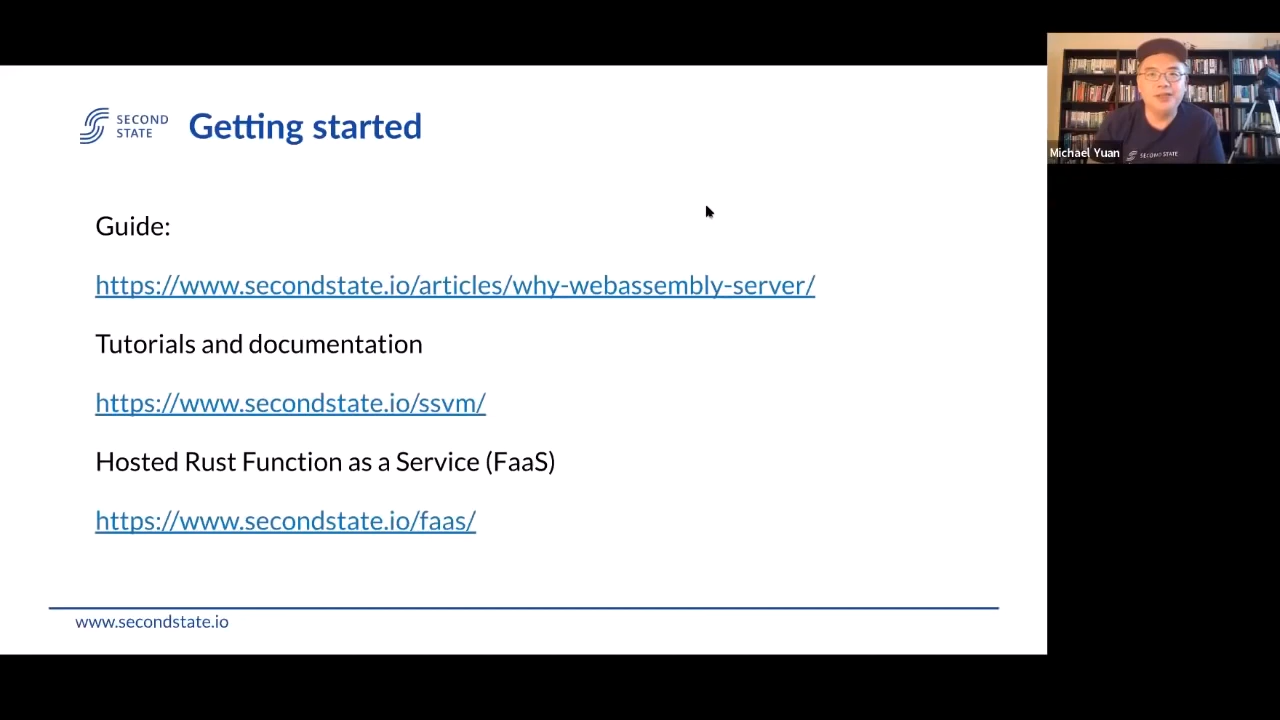 SECOND
STATE
Getting started
Guide:
https://www.secondstate.io/articles/why-webassembly-server/
Tutorials and documentation
https://www.secondstate.io/ssvm/
Hosted Rust Function as a Service (FaaS)
https://www.secondstate.io/faas/
www.secondstate.io
Michael Yuan
SECOND STATE